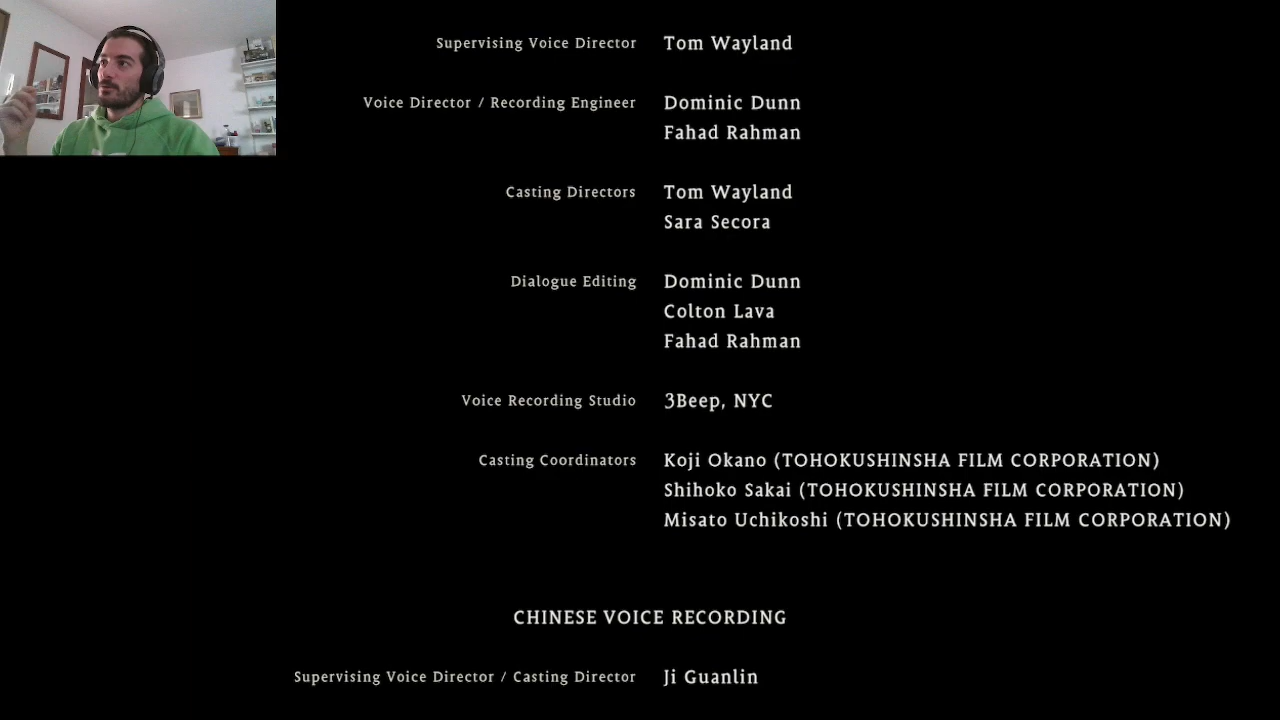 Supervising Voice Director Tom Wayland
Voice Director / Recording Engineer Dominic Dunn
Fahad Rahman
Casting Directors Tom Wayland
Sara Secora
Dialogue Editing Dominic Dunn
Colton Lava
Fahad Rahman
Voice Recording Studio 3Beep, NYC
Casting Coordinators Koji Okano (TOHOKUSHINSHA FILM CORPORATION)
Shihoko Sakai (TOHOKUSHINSHA FILM CORPORATION)
Misato Uchikoshi (TOHOKUSHINSHA FILM CORPORATION)
CHINESE VOICE RECORDING
Supervising Voice Director / Casting Director Ji Guanlin